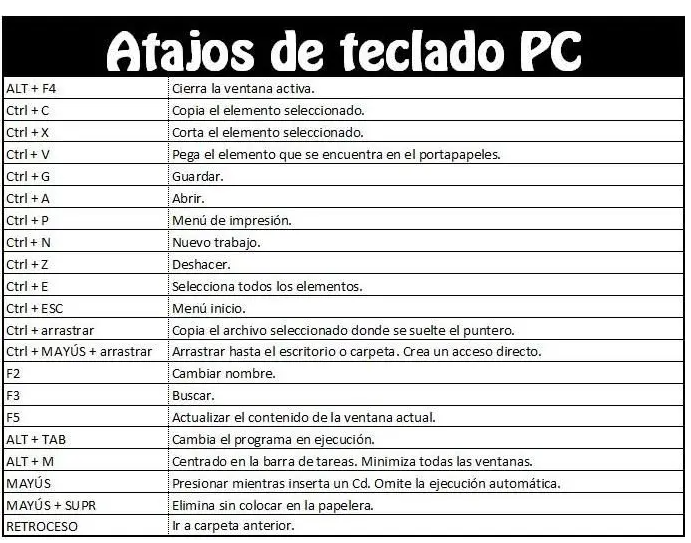 Atajos de teclado PC
ALT + F4 Cierra la ventana activa.
Ctrl + C Copia el elemento seleccionado.
Ctrl + X Corta el elemento seleccionado.
Ctrl + V Pega el elemento que se encuentra en el portapapeles.
Ctrl + G Guardar.
Ctrl + A Abrir.
Ctrl + P Menú de impresión.
Ctrl + N Nuevo trabajo.
Ctrl + Z Deshacer.
Ctrl + E Selecciona todos los elementos.
Ctrl + ESC Menú inicio.
Ctrl + arrastrar Copia el archivo seleccionado donde se suelte el puntero.
Ctrl + MAYÚS + arrastrar Arrastrar hasta el escritorio o carpeta. Crea un acceso directo.
F2 Cambiar nombre.
F3 Buscar.
F5 Actualizar el contenido de la ventana actual.
ALT + TAB Cambia el programa en ejecución.
ALT + M Centrado en la barra de tareas. Minimiza todas las ventanas.
MAYÚS Presionar mientras inserta un Cd. Omite la ejecución automática.
MAYÚS + SUPR Elimina sin colocar en la papelera.
RETROCESO Ir a carpeta anterior.